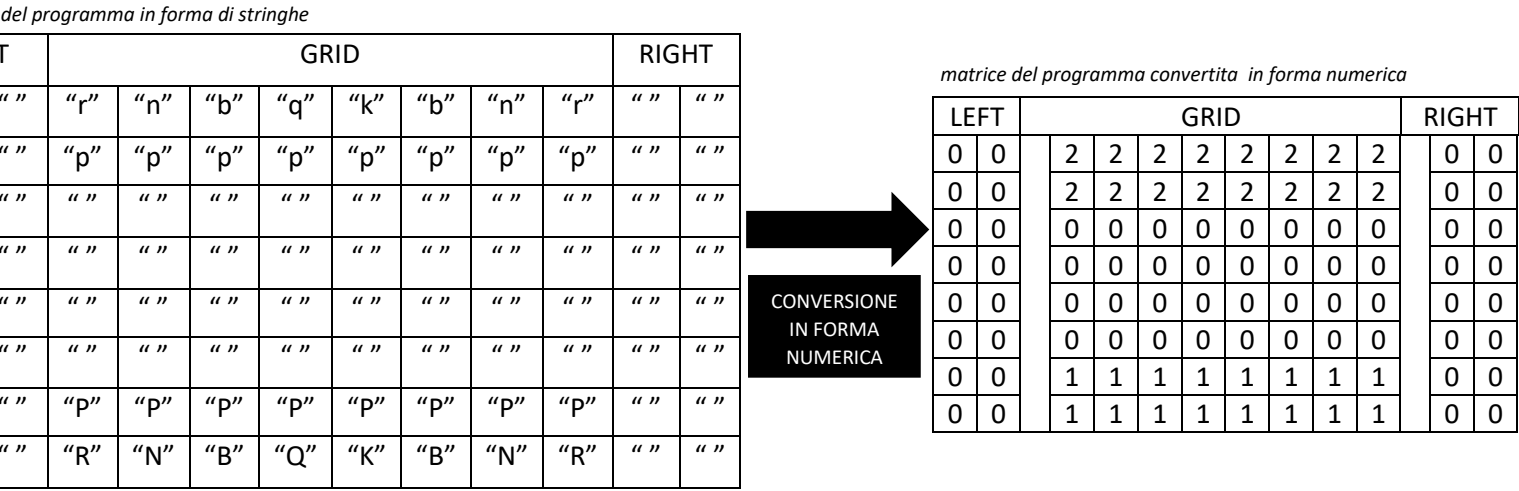 del programma in forma di stringhe
T GRID RIGHT
“ ” “r” “n” “b” “q” “k” “b” “n” “r” “ ” “ ”
“ ” “p” “p” “p” “p” “p” “p” “p” “p” “ ” “ ”
“ ” “ ” “ ” “ ” “ ” “ ” “ ” “ ” “ ” “ ” “ ”
“ ” “ ” “ ” “ ” “ ” “ ” “ ” “ ” “ ” “ ” “ ”
“ ” “ ” “ ” “ ” “ ” “ ” “ ” “ ” “ ” “ ” “ ”
“ ” “ ” “ ” “ ” “ ” “ ” “ ” “ ” “ ” “ ” “ ”
“ ” “P” “P” “P” “P” “P” “P” “P” “P” “ ” “ ”
“ ” “R” “N” “B” “Q” “K” “B” “N” “R” “ ” “ ”
CONVERSIONE
IN FORMA
NUMERICA
matrice del programma convertita in forma numerica
LEFT GRID RIGHT
0 0 2 2 2 2 2 2 2 2 0 0
0 0 2 2 2 2 2 2 2 2 0 0
0 0 0 0 0 0 0 0 0 0 0 0
0 0 0 0 0 0 0 0 0 0 0 0
0 0 0 0 0 0 0 0 0 0 0 0
0 0 0 0 0 0 0 0 0 0 0 0
0 0 1 1 1 1 1 1 1 1 0 0
0 0 1 1 1 1 1 1 1 1 0 0